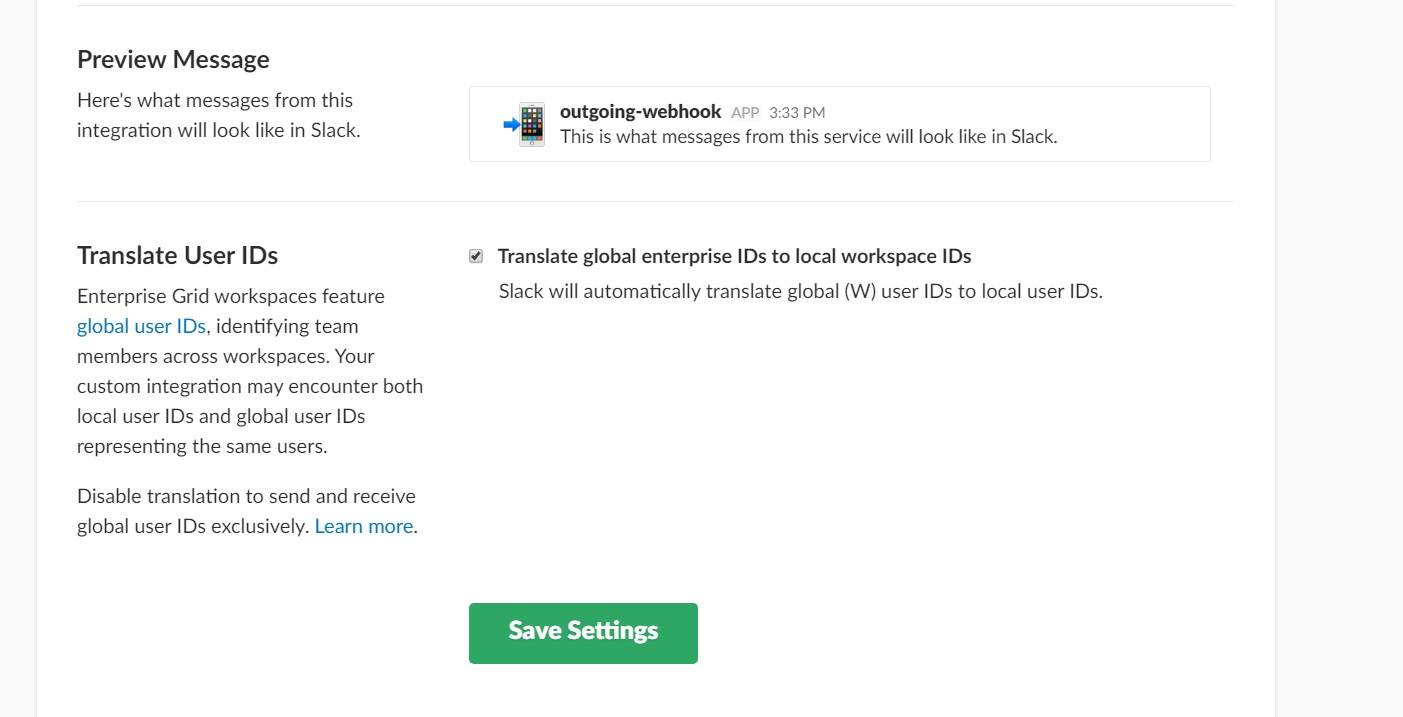 Preview Message
Here's what messages from this
integration will look like in Slack.
outgoing-webhook APP 3:33 PM
This is what messages from this service will look like in Slack.
Translate User IDs
Enterprise Grid workspaces feature
global user IDs, identifying team
members across workspaces. Your
custom integration may encounter both
local user IDs and global user IDs
representing the same users.
Disable translation to send and receive
global user IDs exclusively. Learn more.
Translate global enterprise IDs to local workspace IDs
Slack will automatically translate global (W) user IDs to local user IDs.
Save Settings